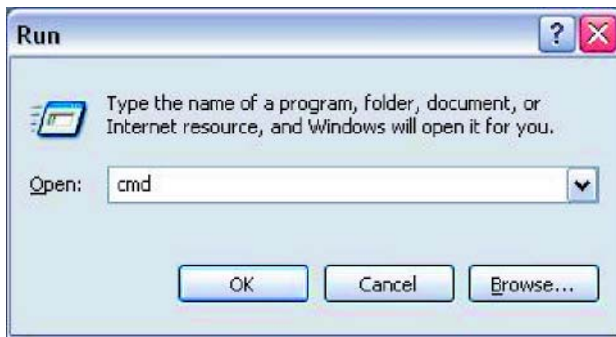 Run
?
Type the name of a program, folder, document, or
Internet resource, and Windows will open it for you.
Open:
cmd
OK
Cancel
Browse...